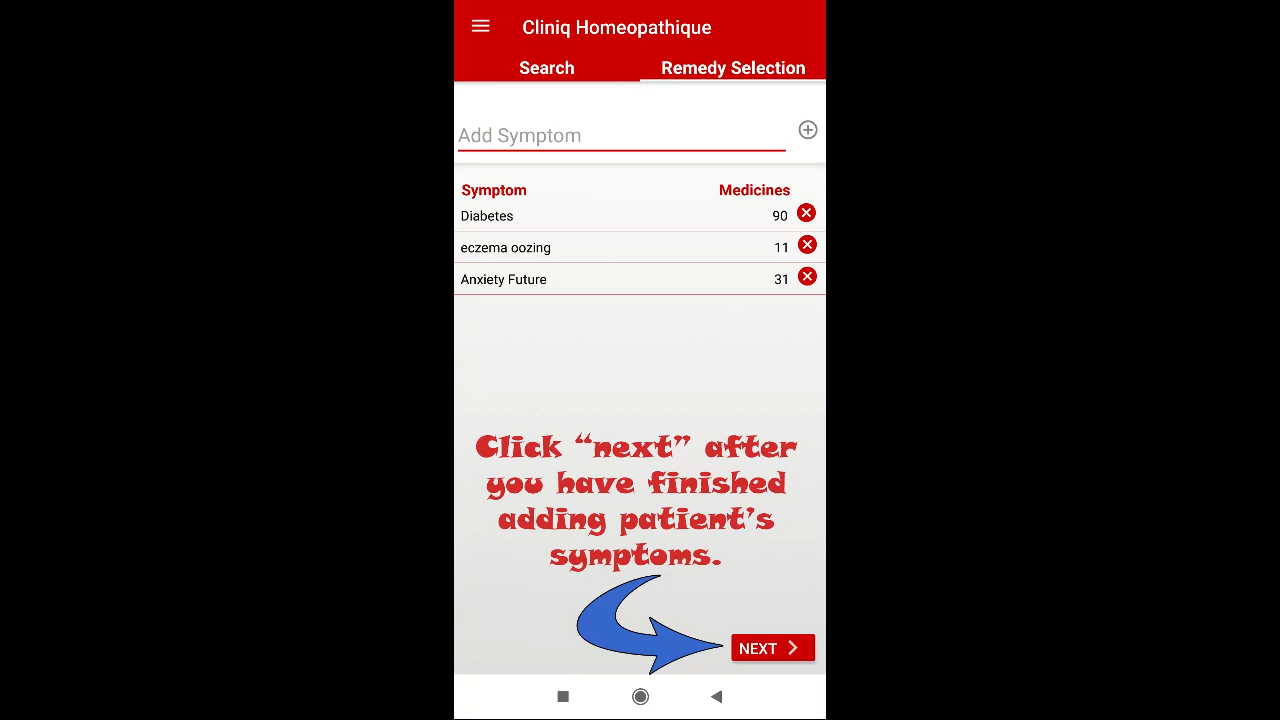 Cliniq Homeopathique
Search Remedy Selection
Add Symptom
Symptom Medicines
Diabetes 90
eczema oozing 11
Anxiety Future 31
Click “next” after
you have finished
adding patient’s
symptoms.
NEXT